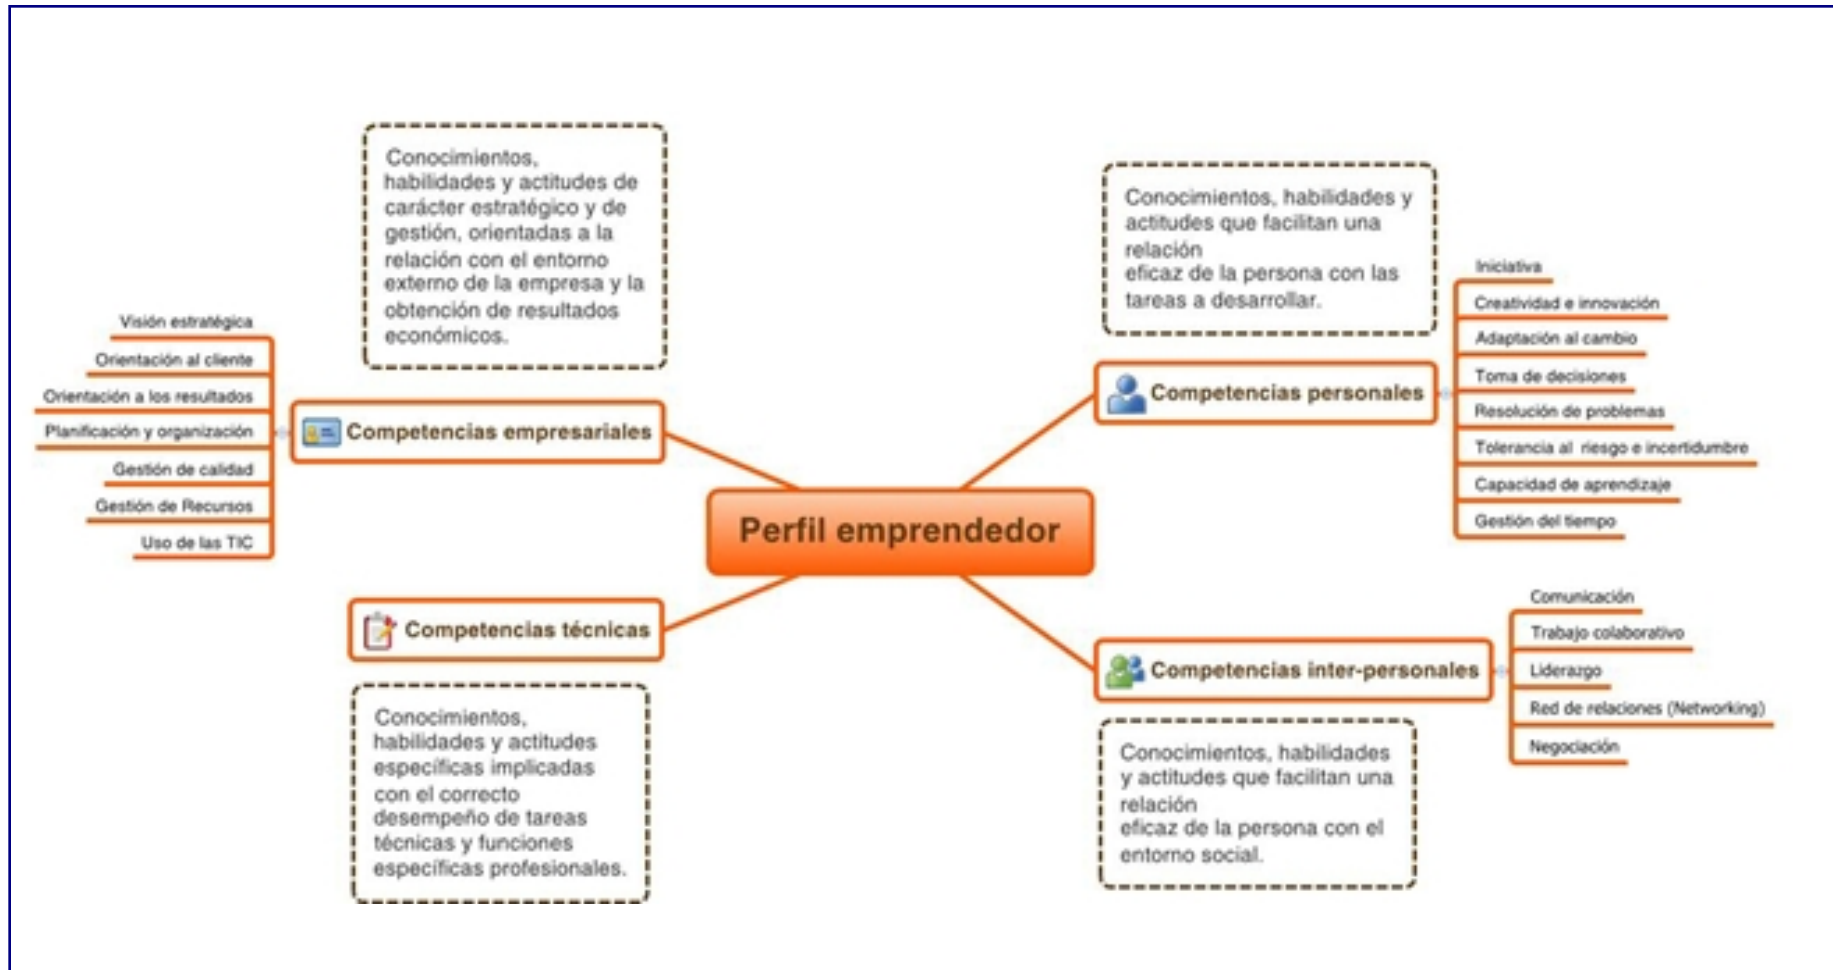 Conocimientos,
habilidades y actitudes de
carácter estratégico y de
gestión, orientadas a la
relación con el entorno
externo de la empresa y la
obtención de resultados
económicos.
Visión estratégica
Orientación al cliente
Orientación a los resultados
Planificación y organización
Gestión de calidad
Gestión de Recursos
Uso de las TIC
Competencias empresariales
Conocimientos, habilidades y
actitudes que facilitan una
relación
eficaz de la persona con las
tareas a desarrollar.
Competencias personales
Iniciativa
Creatividad e innovación
Adaptación al cambio
Toma de decisiones
Resolución de problemas
Tolerancia al riesgo e incertidumbre
Capacidad de aprendizaje
Gestión del tiempo
Perfil emprendedor
Competencias técnicas
Conocimientos,
habilidades y actitudes
específicas implicadas
con el correcto
desempeño de tareas
técnicas y funciones
específicas profesionales.
Competencias inter-personales
Comunicación
Trabajo colaborativo
Liderazgo
Red de relaciones (Networking)
Negociación
Conocimientos, habilidades
y actitudes que facilitan una
relación
eficaz de la persona con el
entorno social.